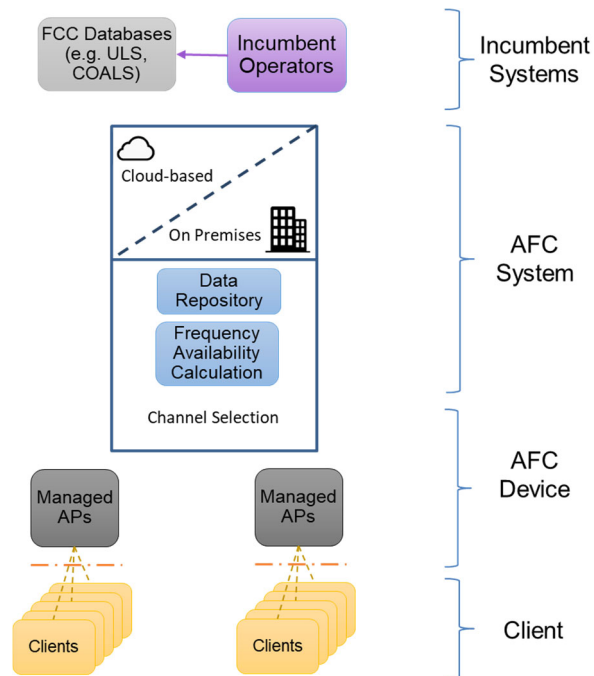 FCC Databases
(e.g. ULS,
COALS)
Incumbent
Operators
Incumbent
Systems
Cloud-based
On Premises
AFC
System
Data
Repository
Frequency
Availability
Calculation
Channel Selection
AFC
Device
Managed
APs
Managed
APs
Clients
Clients
Client